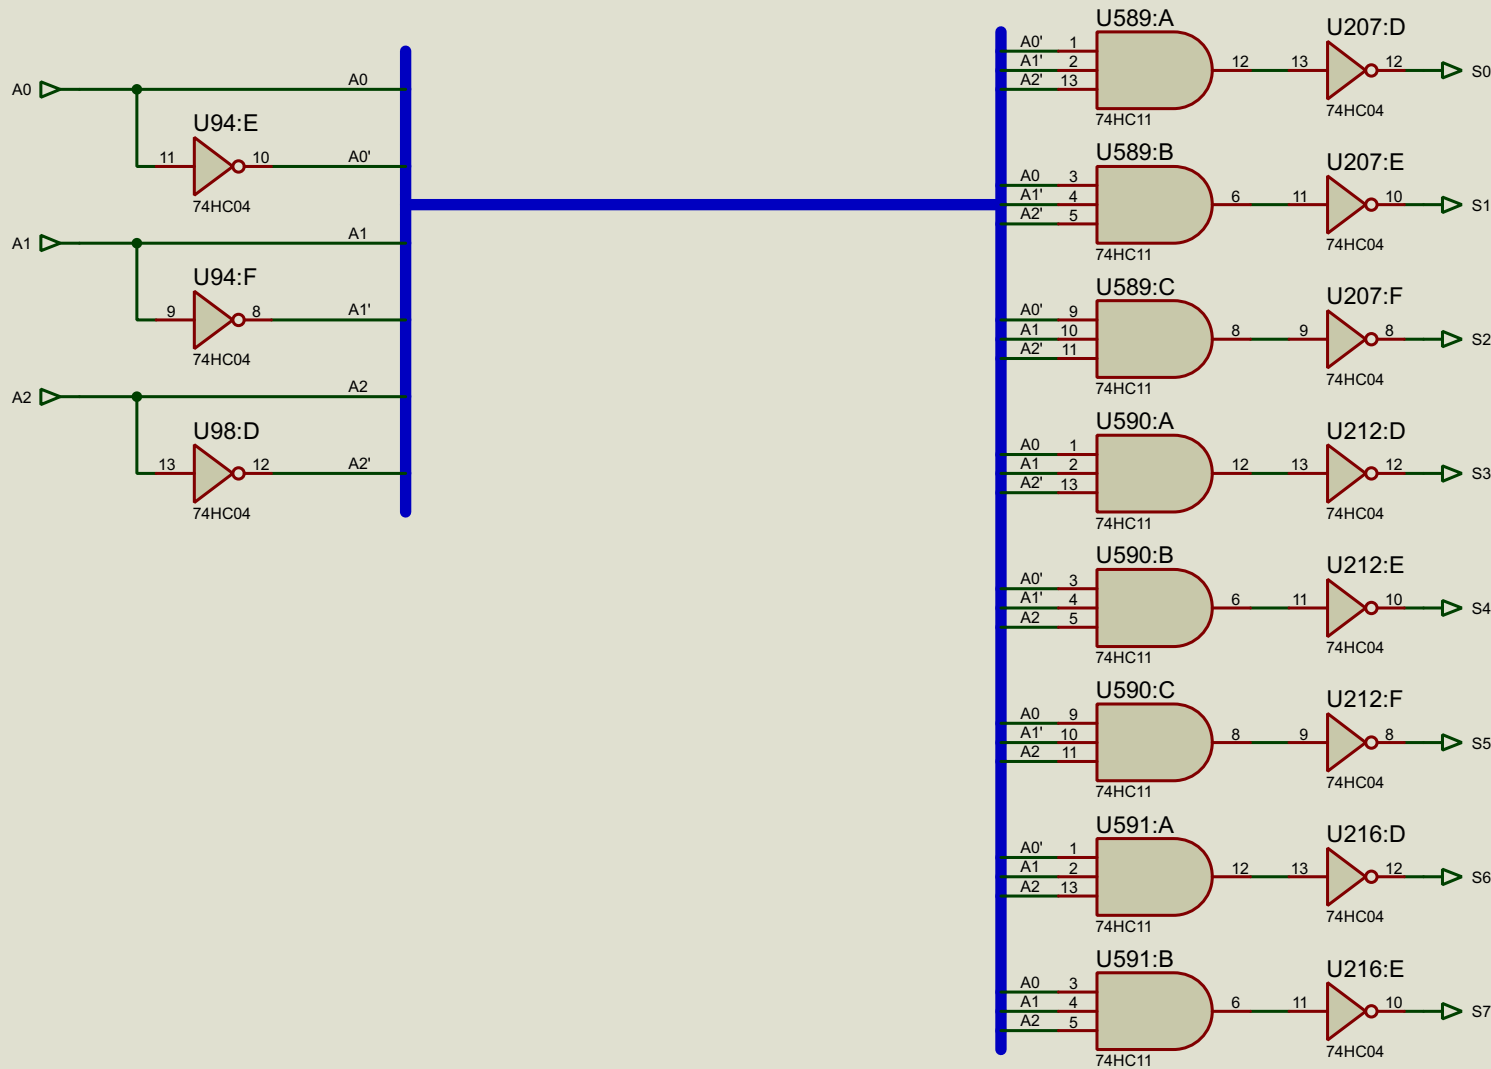 A0
A0
U94:E
11
10
A0'
74HC04
A1
A1
U94:F
9
8
A1'
74HC04
A2
A2
U98:D
13
12
A2'
74HC04
U589:A
A0' 1
A1' 2
A2' 13
12
74HC11
U207:D
13
12
S0
74HC04
U589:B
A0 3
A1' 4
A2' 5
6
74HC11
U207:E
11
10
S1
74HC04
U589:C
A0' 9
A1 10
A2' 11
8
74HC11
U207:F
9
8
S2
74HC04
U590:A
A0 1
A1 2
A2' 13
12
74HC11
U212:D
13
12
S3
74HC04
U590:B
A0' 3
A1' 4
A2 5
6
74HC11
U212:E
11
10
S4
74HC04
U590:C
A0 9
A1' 10
A2 11
8
74HC11
U212:F
9
8
S5
74HC04
U591:A
A0' 1
A1 2
A2 13
12
74HC11
U216:D
13
12
S6
74HC04
U591:B
A0 3
A1 4
A2 5
6
74HC11
U216:E
11
10
S7
74HC04